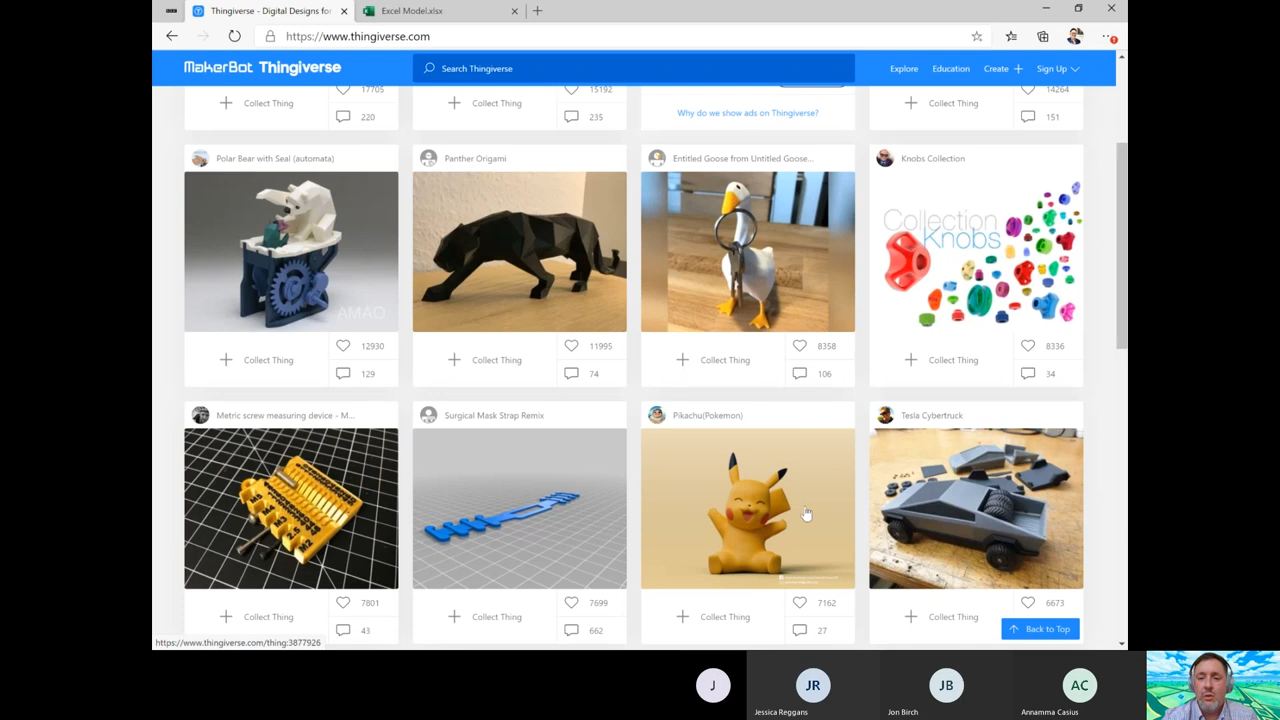 Thingiverse - Digital Designs for
Excel Model.xlsx
https://www.thingiverse.com
MakerBot Thingiverse
Search Thingiverse
Explore
Education
Create
Sign Up
17705
15192
14264
Collect Thing
Collect Thing
Why do we show ads on Thingiverse?
Collect Thing
220
235
151
Polar Bear with Seal (automata)
Panther Origami
Entitled Goose from Untitled Goose...
Knobs Collection
AMAO
Collection
Knobs
Collect Thing
12930
129
Collect Thing
11995
74
Collect Thing
8358
106
Collect Thing
8336
34
Metric screw measuring device - M...
Surgical Mask Strap Remix
Pikachu(Pokemon)
Tesla Cybertruck
Collect Thing
7801
43
Collect Thing
7699
662
Collect Thing
7162
27
Collect Thing
6673
Back to Top
https://www.thingiverse.com/thing:3877926
J
JR
JB
AC
Jessica Reggans
Jon Birch
Annamma Casius